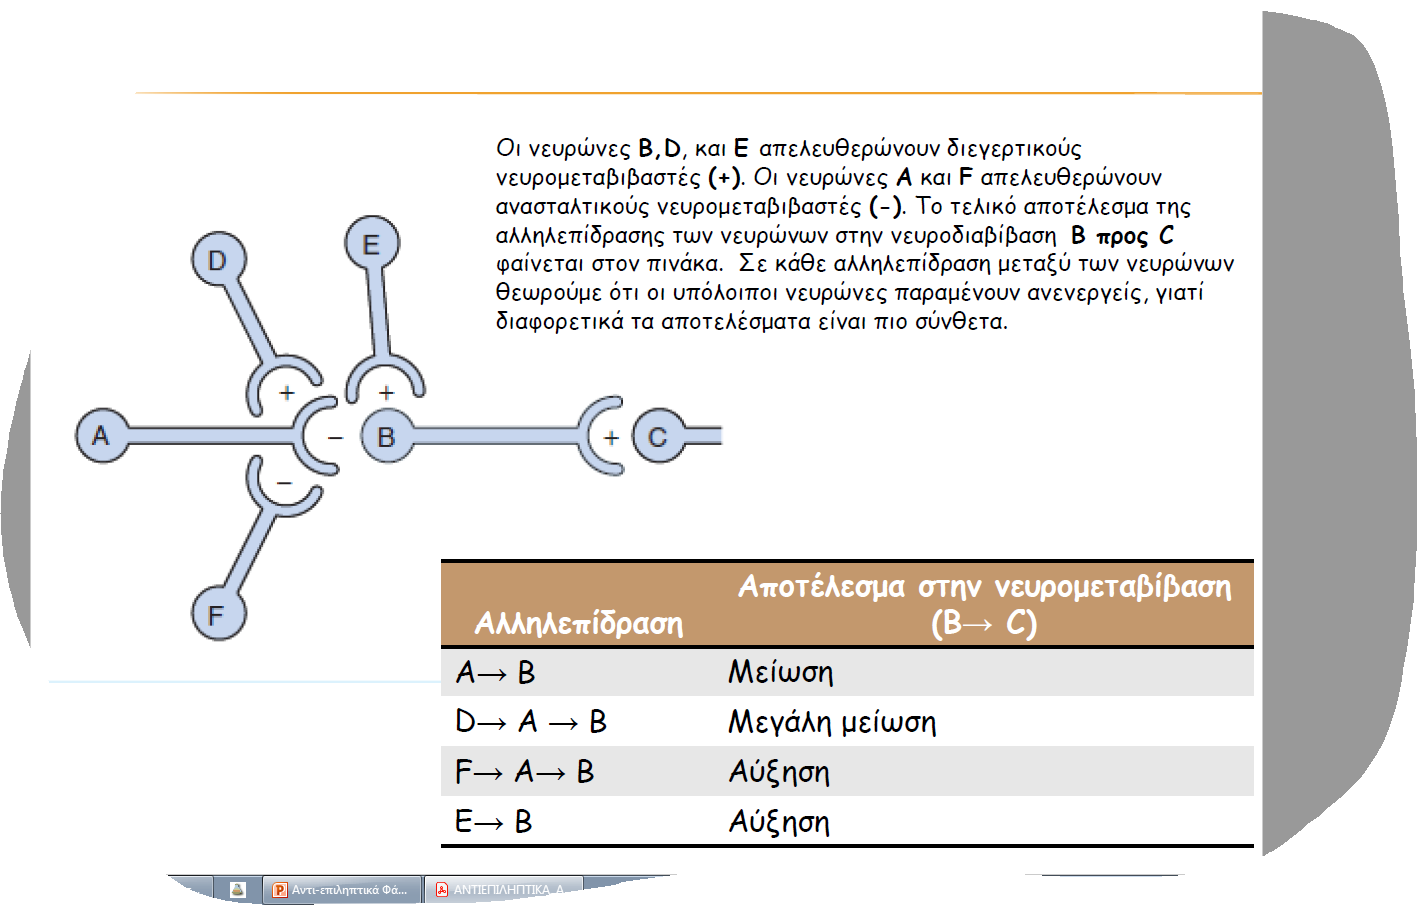 Οι νευρώνες B,D, και E απελευθερώνουν διεγερτικούς
νευρομεταβιβαστές (+). Οι νευρώνες A και F απελευθερώνουν
ανασταλτικούς νευρομεταβιβαστές (-). Το τελικό αποτέλεσμα της
αλληλεπίδρασης των νευρώνων στην νευροδιαβίβαση B προς C
φαίνεται στον πινάκα. Σε κάθε αλληλεπίδραση μεταξύ των νευρώνων
θεωρούμε ότι οι υπόλοιποι νευρώνες παραμένουν ανενεργείς, γιατί
διαφορετικά τα αποτελέσματα είναι πιο σύνθετα.
D
E
+ +
A – B + C
–
F
Αλληλεπίδραση Αποτέλεσμα στην νευρομεταβίβαση
(B→ C)
A→ B Μείωση
D→ A → B Μεγάλη μείωση
F→ A→ B Αύξηση
E→ B Αύξηση
Αντι-επιληπτικά Φά... ΑΝΤΙΕΠΙΛΗΠΤΙΚΑ_Α...